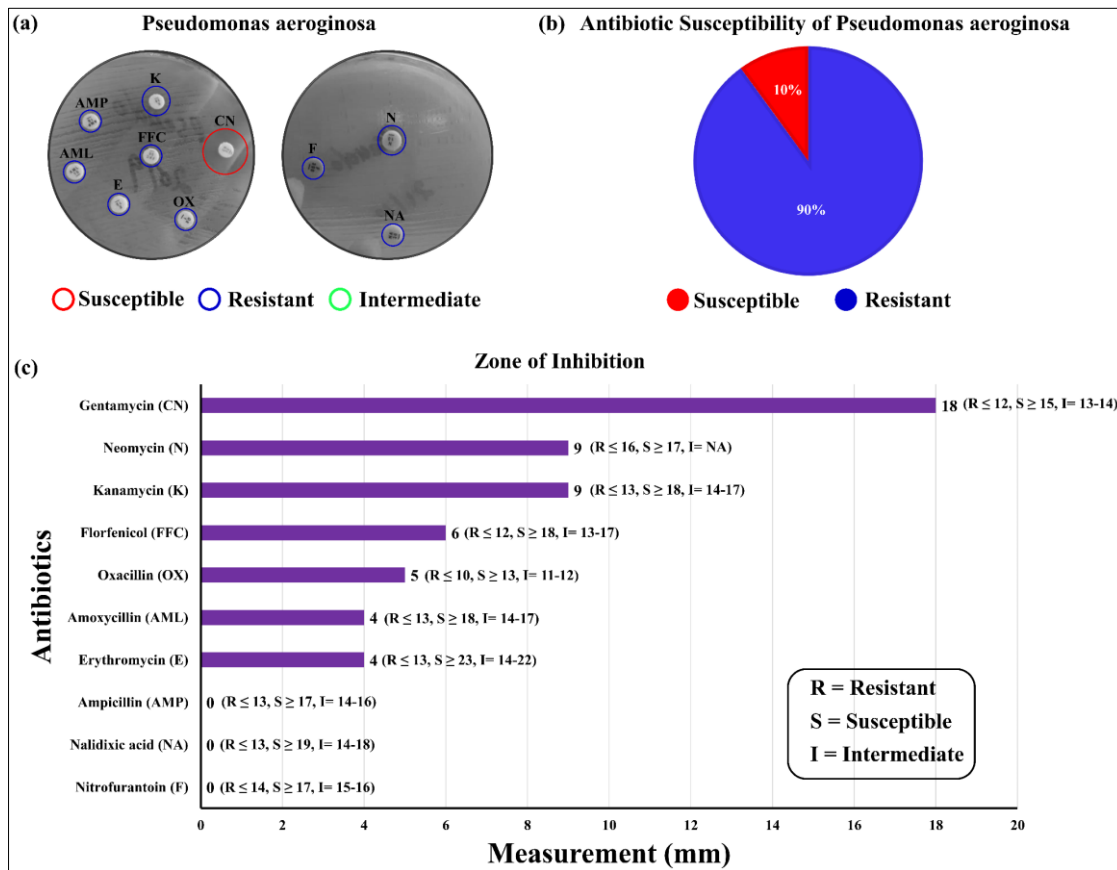 (a) Pseudomonas aeroginosa
K
AMP
CN
FFC
AML
E
OX
N
F
NA
Susceptible Resistant Intermediate
(b) Antibiotic Susceptibility of Pseudomonas aeroginosa
10%
90%
Susceptible Resistant
(c) Zone of Inhibition
Antibiotics
Gentamycin (CN) 18 (R ≤ 12, S ≥ 15, I= 13-14)
Neomycin (N) 9 (R ≤ 16, S ≥ 17, I= NA)
Kanamycin (K) 9 (R ≤ 13, S ≥ 18, I= 14-17)
Florfenicol (FFC) 6 (R ≤ 12, S ≥ 18, I= 13-17)
Oxacillin (OX) 5 (R ≤ 10, S ≥ 13, I= 11-12)
Amoxycillin (AML) 4 (R ≤ 13, S ≥ 18, I= 14-17)
Erythromycin (E) 4 (R ≤ 13, S ≥ 23, I= 14-22)
Ampicillin (AMP) 0 (R ≤ 13, S ≥ 17, I= 14-16)
Nalidixic acid (NA) 0 (R ≤ 13, S ≥ 19, I= 14-18)
Nitrofurantoin (F) 0 (R ≤ 14, S ≥ 17, I= 15-16)
R = Resistant
S = Susceptible
I = Intermediate
0 2 4 6 8 10 12 14 16 18 20
Measurement (mm)